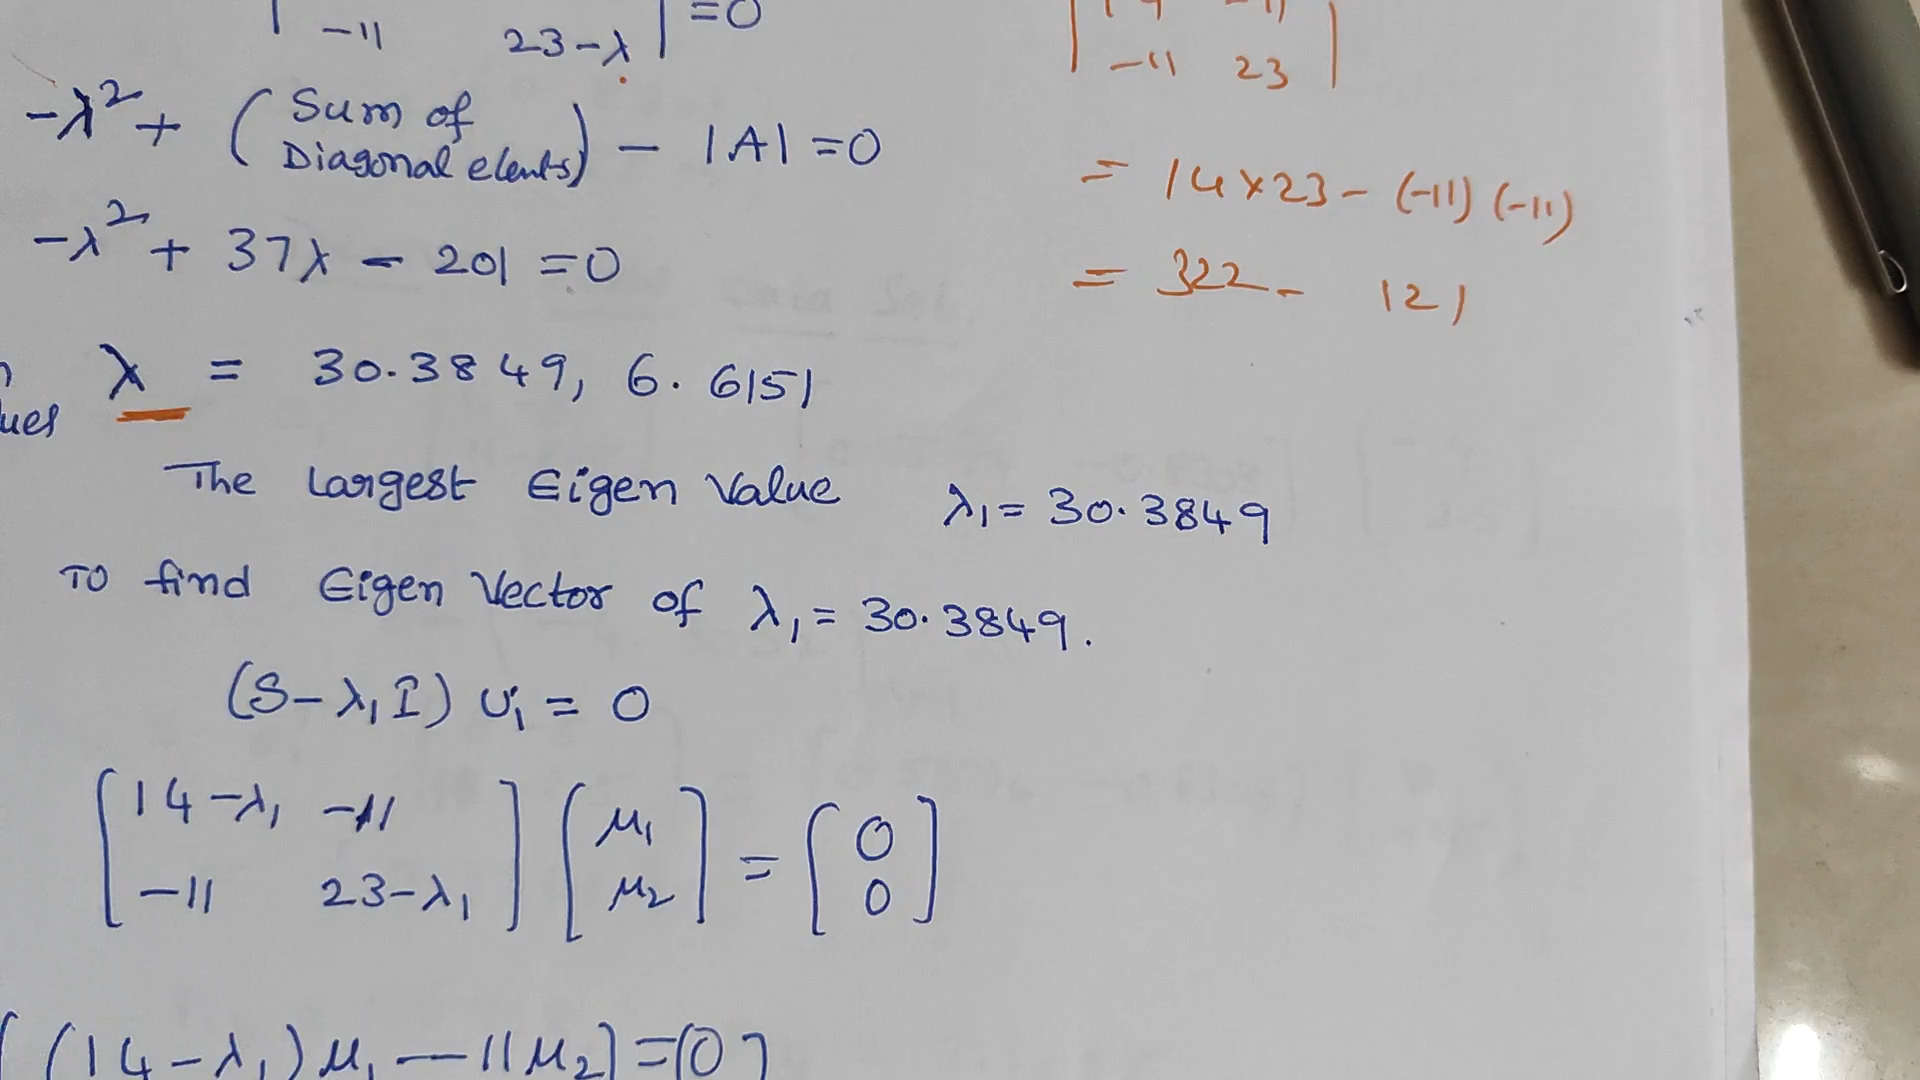 -11 23-λ | =0
-λ² + (Sum of Diagonal elents) - |A| =0
-λ² + 37λ - 201 =0
λ = 30.3849, 6.6151
ues
The Largest Eigen Value λ₁= 30.3849
To find Eigen Vector of λ₁= 30.3849.
(S-λ₁I) U₁ = 0
[14-λ₁ -11] [μ₁] = [0]
[-11 23-λ₁] [μ₂] [0]
(14-λ₁)μ₁ - 11μ₂] =[0]
|14 -11|
|-11 23|
= 14×23 - (-11) (-11)
= 322 - 121